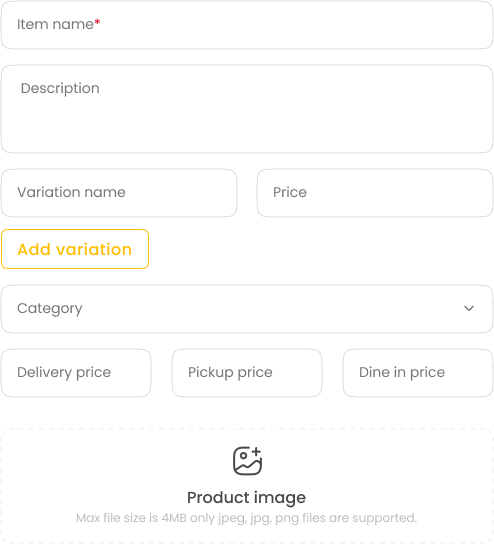 Item name*
Description
Variation name
Price
Add variation
Category
Delivery price
Pickup price
Dine in price
Product image
Max file size is 4MB only jpeg, jpg, png files are supported.